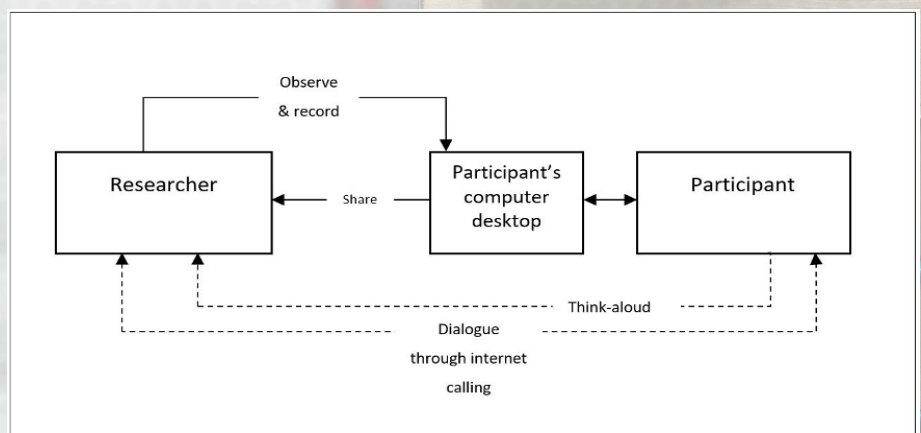 Observe
& record
Researcher
Share
Participant’s
computer
desktop
Participant
Think-aloud
Dialogue
through internet
calling